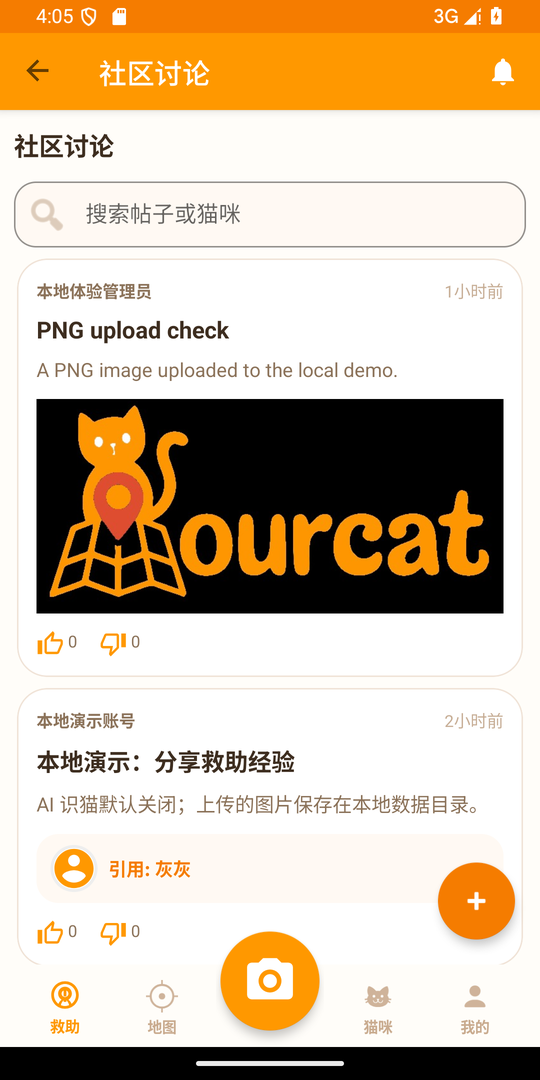 4:05 3G
社区讨论
社区讨论
搜索帖子或猫咪
本地体验管理员 1小时前
PNG upload check
A PNG image uploaded to the local demo.
ourcat
0 0
本地演示账号 2小时前
本地演示：分享救助经验
AI 识猫默认关闭；上传的图片保存在本地数据目录。
引用: 灰灰
0 0
救助 地图 猫咪 我的